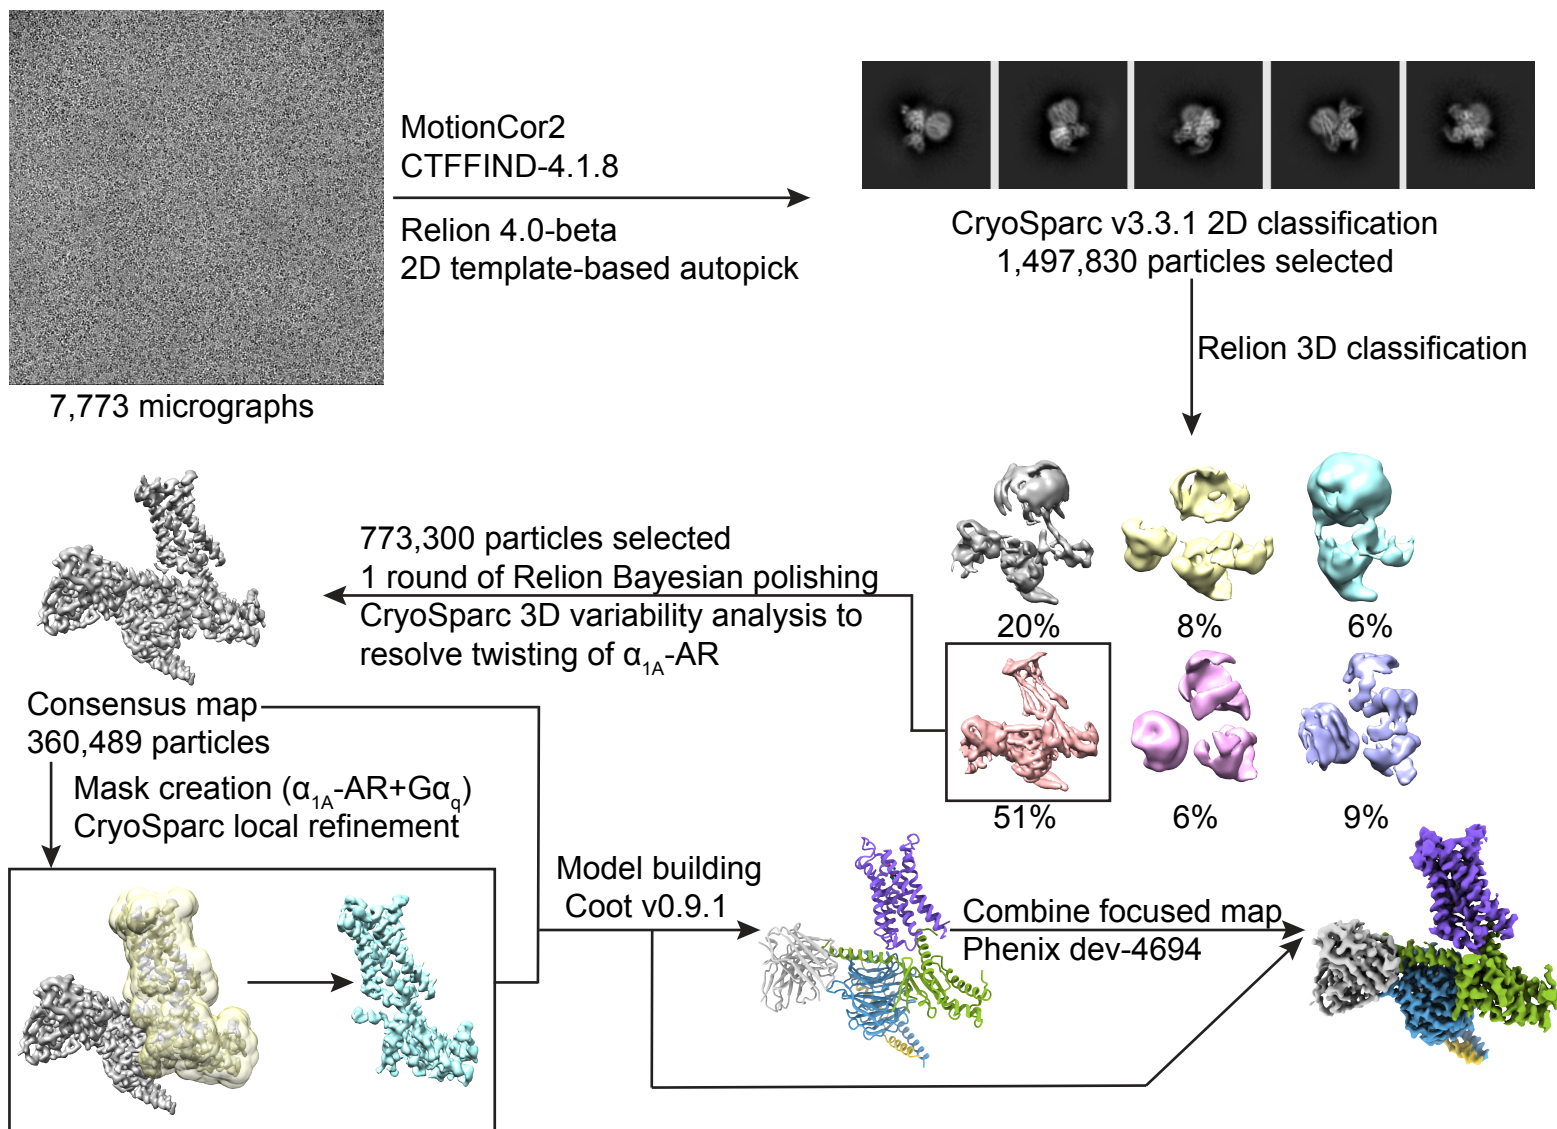 MotionCor2
CTFFIND-4.1.8
Relion 4.0-beta
2D template-based autopick
7,773 micrographs
CryoSparc v3.3.1 2D classification
1,497,830 particles selected
Relion 3D classification
20%
8%
6%
51%
6%
9%
773,300 particles selected
1 round of Relion Bayesian polishing
CryoSparc 3D variability analysis to
resolve twisting of α1A-AR
Consensus map
360,489 particles
Mask creation (α1A-AR+Gαq)
CryoSparc local refinement
Model building
Coot v0.9.1
Combine focused map
Phenix dev-4694